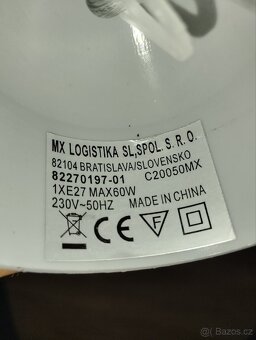 MX LOGISTIKA SL,SPOL. S. R. O.
82104 BRATISLAVA/SLOVENSKO
82270197-01 C20050MX
1XE27 MAX60W
230V~50HZ MADE IN CHINA
CE F
Bazos.cz